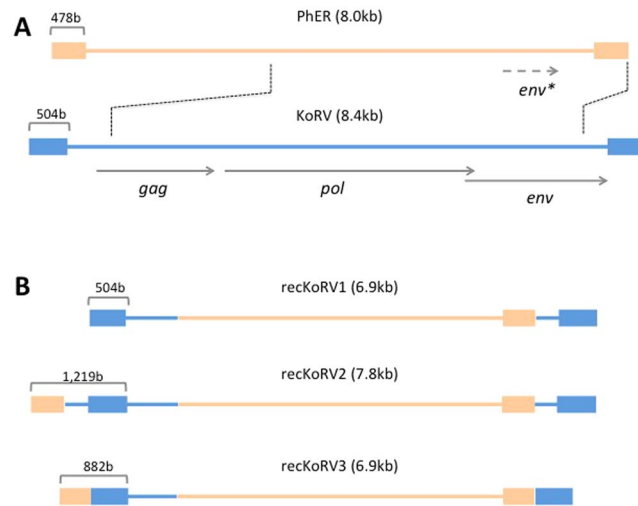 A
478b
PhER (8.0kb)
env*
504b
KoRV (8.4kb)
gag
pol
env
B
504b
recKoRV1 (6.9kb)
1,219b
recKoRV2 (7.8kb)
882b
recKoRV3 (6.9kb)